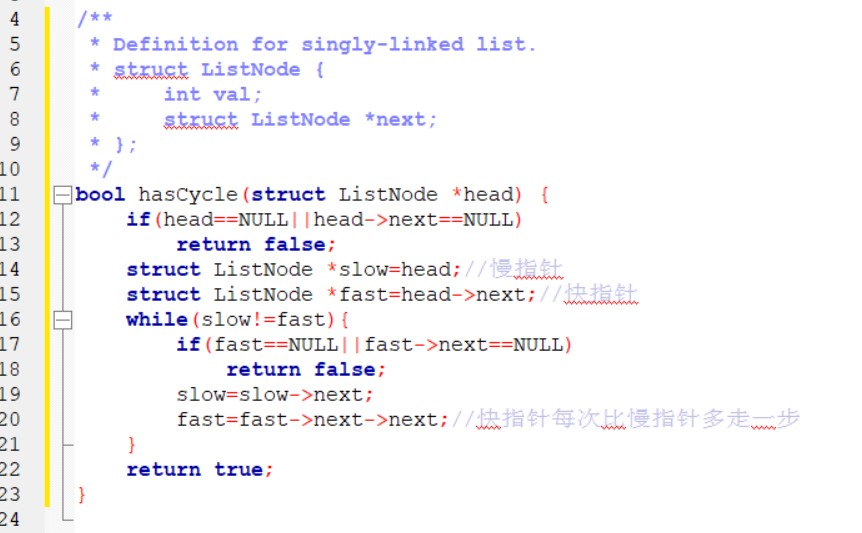 4 /**
5  * Definition for singly-linked list.
6  * struct ListNode {
7  *     int val;
8  *     struct ListNode *next;
9  * };
10  */
11 bool hasCycle(struct ListNode *head) {
12     if(head==NULL||head->next==NULL)
13         return false;
14     struct ListNode *slow=head;//慢指针
15     struct ListNode *fast=head->next;//快指针
16     while(slow!=fast){
17         if(fast==NULL||fast->next==NULL)
18             return false;
19         slow=slow->next;
20         fast=fast->next->next;//快指针每次比慢指针多走一步
21     }
22     return true;
23 }
24